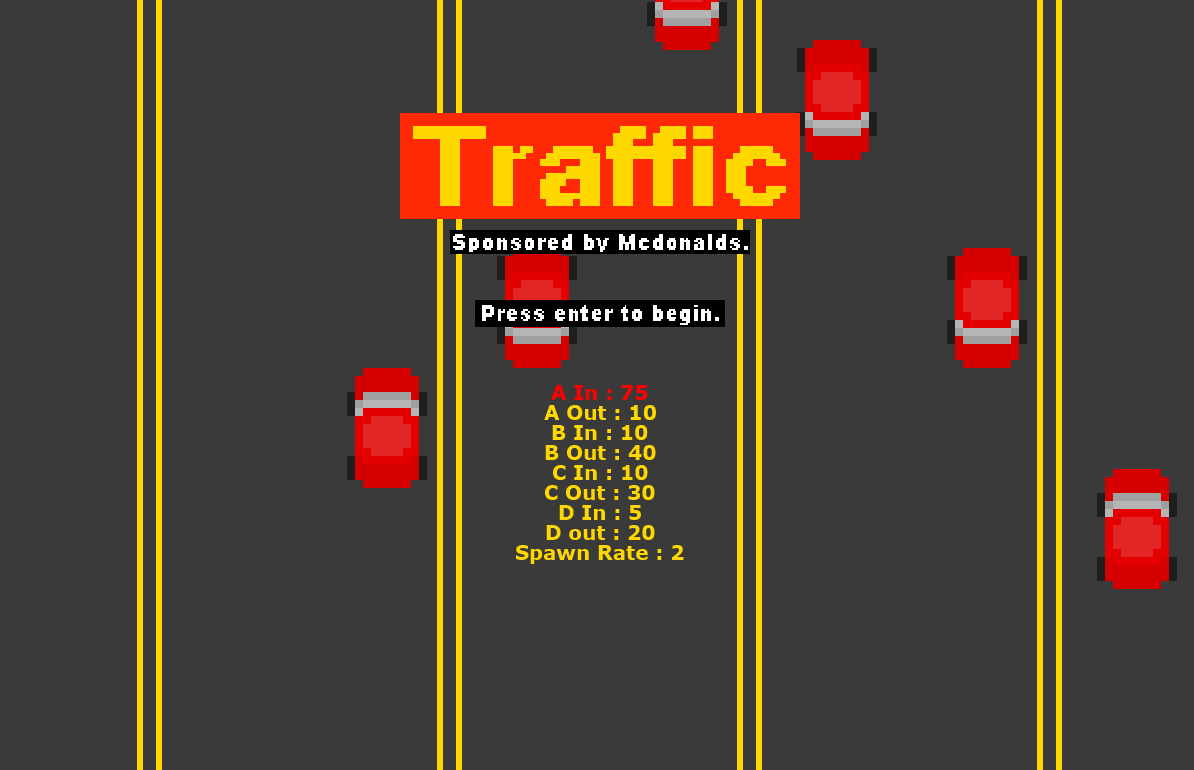 Traffic
Sponsored by Mcdonalds.
Press enter to begin.
A In : 75
A Out : 10
B In : 10
B Out : 40
C In : 10
C Out : 30
D In : 5
D out : 20
Spawn Rate : 2